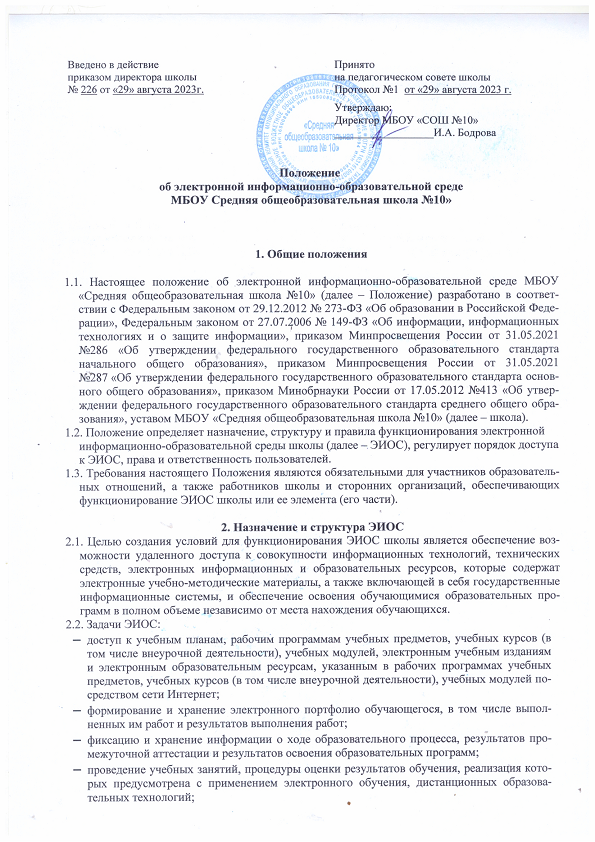 Введено в действие
приказом директора школы
№ 226 от «29» августа 2023г.
Принято
на педагогическом совете школы
Протокол №1 от «29» августа 2023 г.
Утверждаю:
Директор МБОУ «СОШ №10»
И.А. Бодрова
«Средняя
общеобразовательная
школа № 10»
Положение
об электронной информационно-образовательной среде
МБОУ Средняя общеобразовательная школа №10»
1. Общие положения
1.1. Настоящее положение об электронной информационно-образовательной среде МБОУ
«Средняя общеобразовательная школа №10» (далее – Положение) разработано в соответ-
ствии с Федеральным законом от 29.12.2012 № 273-ФЗ «Об образовании в Российской Феде-
рации», Федеральным законом от 27.07.2006 № 149-ФЗ «Об информации, информационных
технологиях и о защите информации», приказом Минпросвещения России от 31.05.2021
№286 «Об утверждении федерального государственного образовательного стандарта
начального общего образования», приказом Минпросвещения России от 31.05.2021
№287 «Об утверждении федерального государственного образовательного стандарта основ-
ного общего образования», приказом Минобрнауки России от 17.05.2012 №413 «Об утвер-
ждении федерального государственного образовательного стандарта среднего общего обра-
зования», уставом МБОУ «Средняя общеобразовательная школа №10» (далее – школа).
1.2. Положение определяет назначение, структуру и правила функционирования электронной
информационно-образовательной среды школы (далее – ЭИОС), регулирует порядок доступа
к ЭИОС, права и ответственность пользователей.
1.3. Требования настоящего Положения являются обязательными для участников образователь-
ных отношений, а также работников школы и сторонних организаций, обеспечивающих
функционирование ЭИОС школы или ее элемента (его части).
2. Назначение и структура ЭИОС
2.1. Целью создания условий для функционирования ЭИОС школы является обеспечение воз-
можности удаленного доступа к совокупности информационных технологий, технических
средств, электронных информационных и образовательных ресурсов, которые содержат
электронные учебно-методические материалы, а также включающей в себя государственные
информационные системы, и обеспечение освоения обучающимися образовательных про-
грамм в полном объеме независимо от места нахождения обучающихся.
2.2. Задачи ЭИОС:
– доступ к учебным планам, рабочим программам учебных предметов, учебных курсов (в
том числе внеурочной деятельности), учебных модулей, электронным учебным изданиям
и электронным образовательным ресурсам, указанным в рабочих программах учебных
предметов, учебных курсов (в том числе внеурочной деятельности), учебных модулей по-
средством сети Интернет;
– формирование и хранение электронного портфолио обучающегося, в том числе выпол-
ненных им работ и результатов выполнения работ;
– фиксацию и хранение информации о ходе образовательного процесса, результатов про-
межуточной аттестации и результатов освоения образовательных программ;
– проведение учебных занятий, процедуры оценки результатов обучения, реализация кото-
рых предусмотрена с применением электронного обучения, дистанционных образова-
тельных технологий;